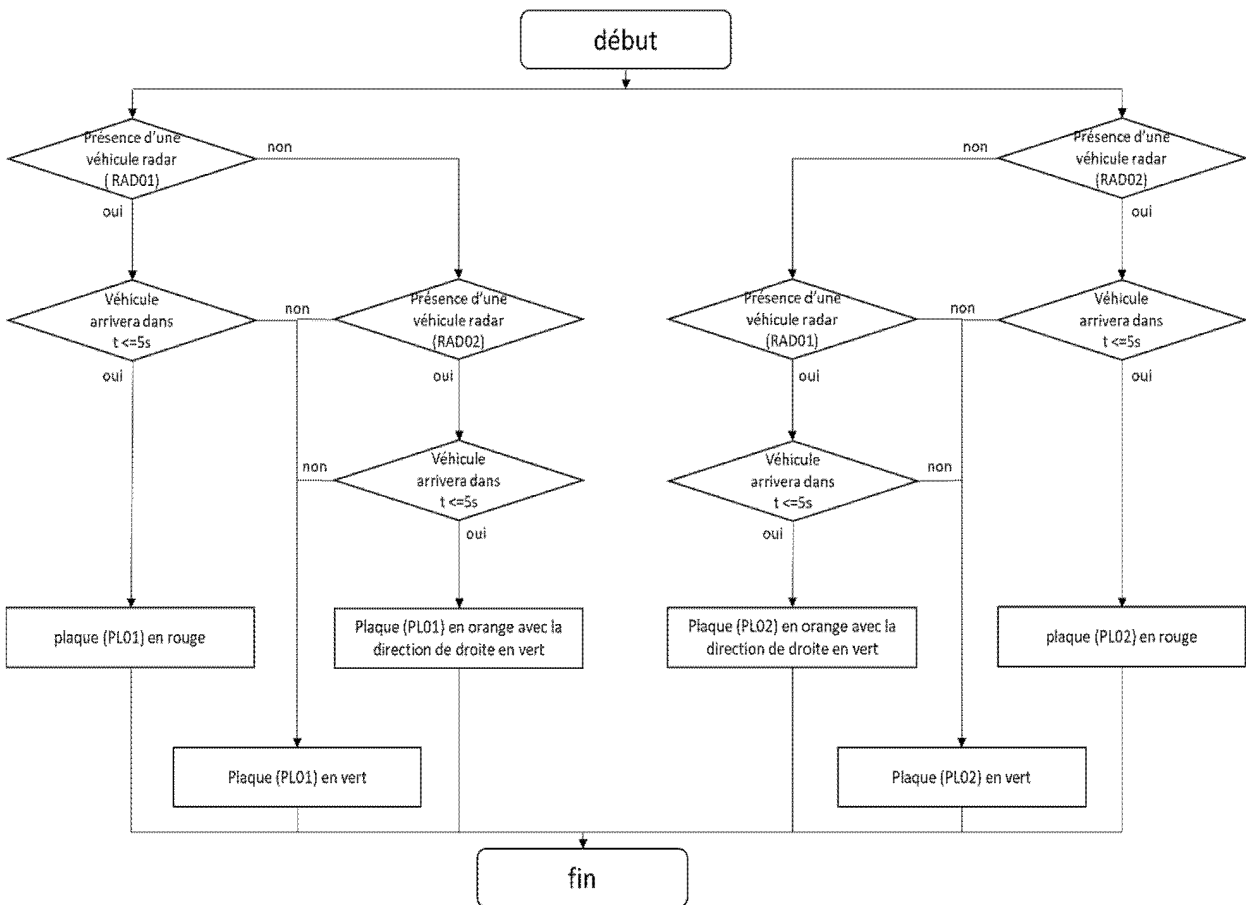 début
Présence d'une
véhicule radar
( RAD01)
non
oui
non
Présence d'une
véhicule radar
(RAD02)
oui
Véhicule
arrivera dans
t <=5s
non
oui
Présence d'une
véhicule radar
(RAD02)
oui
Présence d'une
véhicule radar
(RAD01)
oui
non
Véhicule
arrivera dans
t <=5s
oui
non
Véhicule
arrivera dans
t <=5s
oui
Véhicule
arrivera dans
t <=5s
non
oui
plaque (PL01) en rouge
Plaque (PL01) en orange avec la
direction de droite en vert
Plaque (PL02) en orange avec la
direction de droite en vert
plaque (PL02) en rouge
Plaque (PL01) en vert
Plaque (PL02) en vert
fin